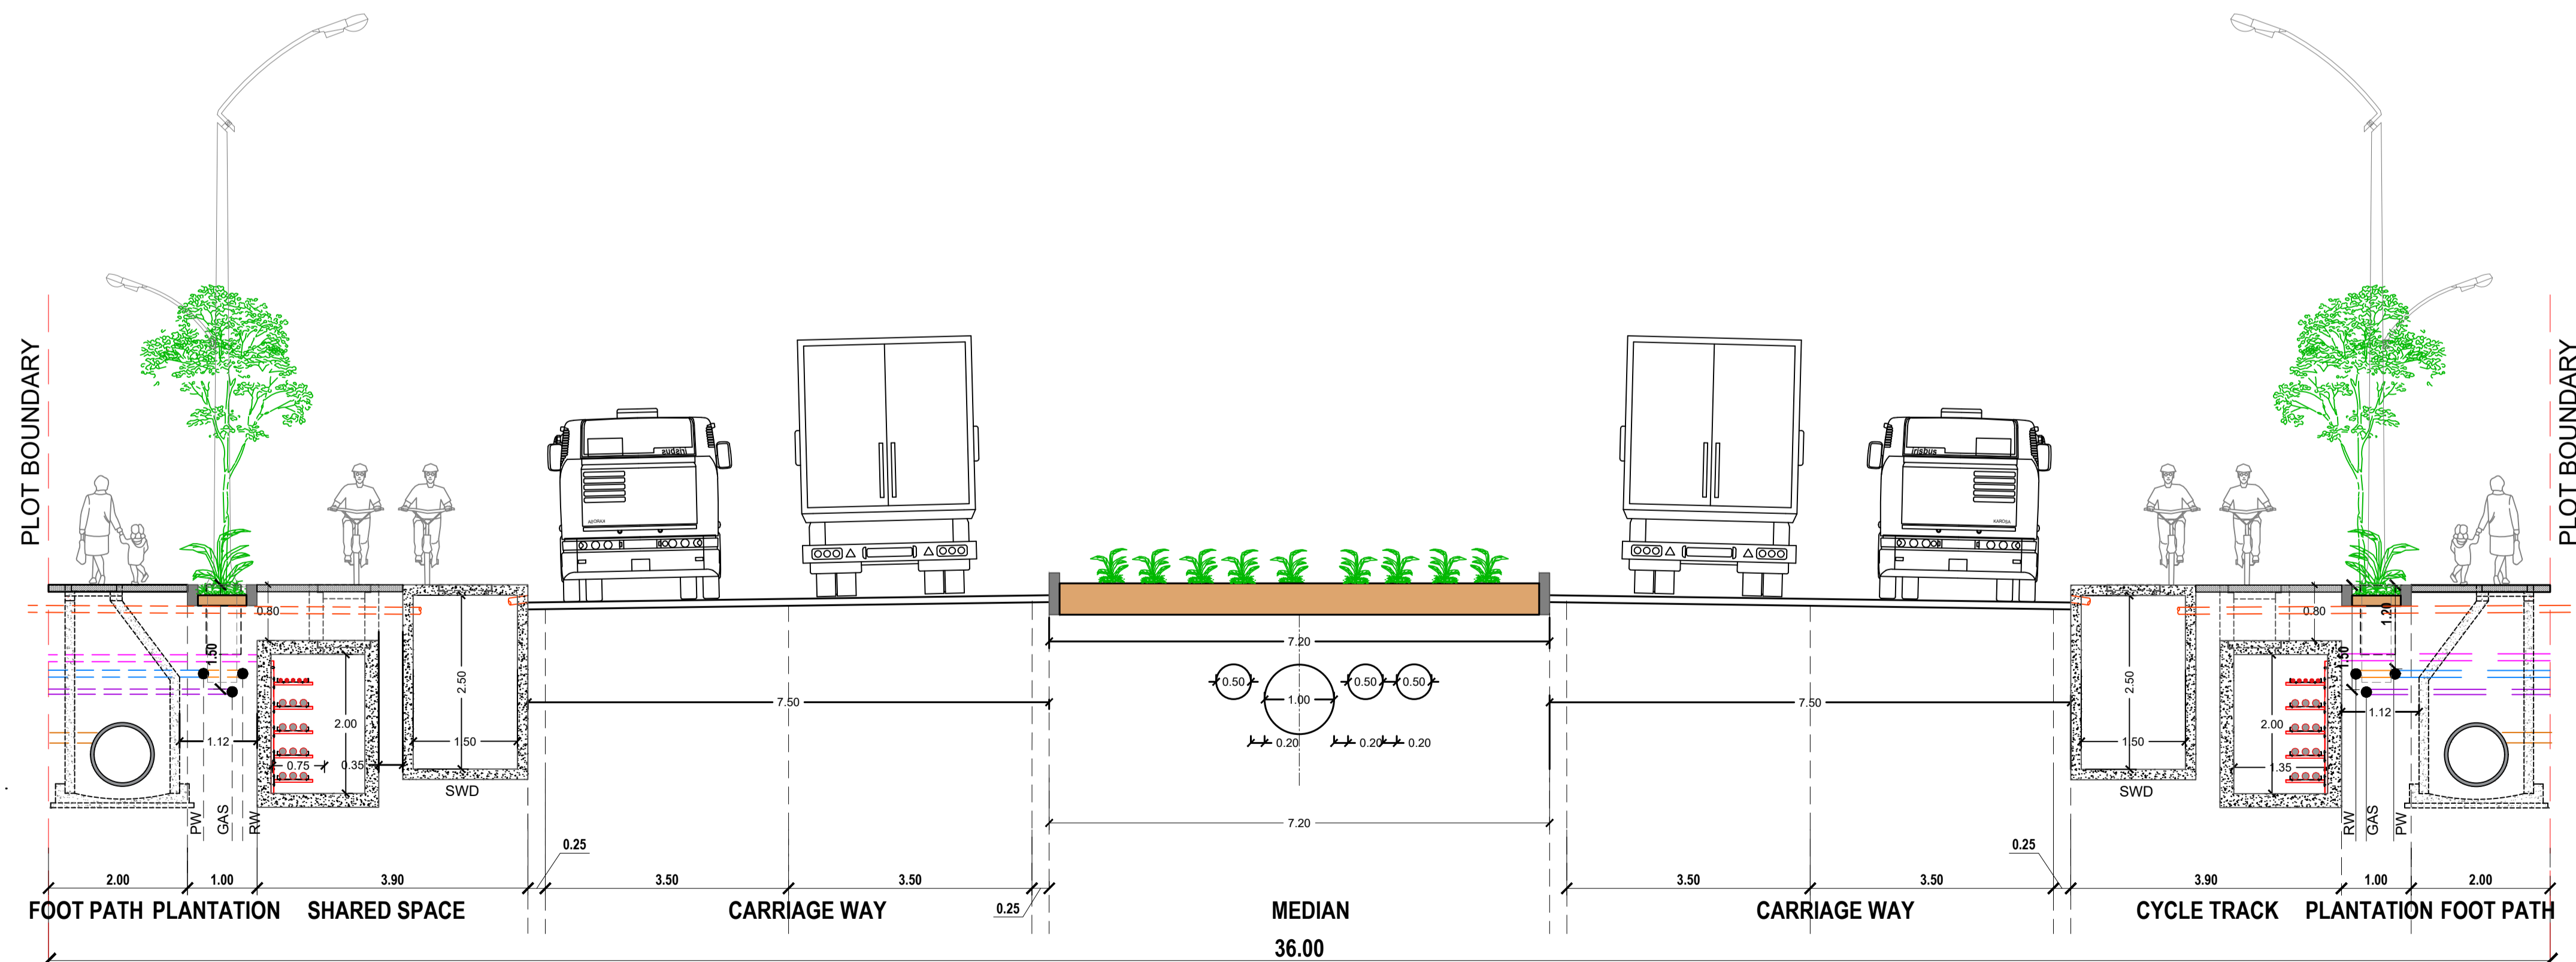 PLOT BOUNDARY
PLOT BOUNDARY
irisbus
irisbus
KAROSA
KAROSA
0.80
1.50
7.20
0.50
1.00
0.50
0.50
0.20
0.20
0.20
7.50
7.50
2.50
2.00
1.12
0.75
0.35
1.50
SWD
PW
GAS
RW
0.80
1.20
1.50
2.50
2.00
1.12
1.50
1.35
SWD
RW
GAS
PW
7.20
0.25
0.25
2.00
1.00
3.90
3.50
3.50
3.50
3.50
3.90
1.00
2.00
0.25
FOOT PATH
PLANTATION
SHARED SPACE
CARRIAGE WAY
MEDIAN
CARRIAGE WAY
CYCLE TRACK
PLANTATION
FOOT PATH
36.00